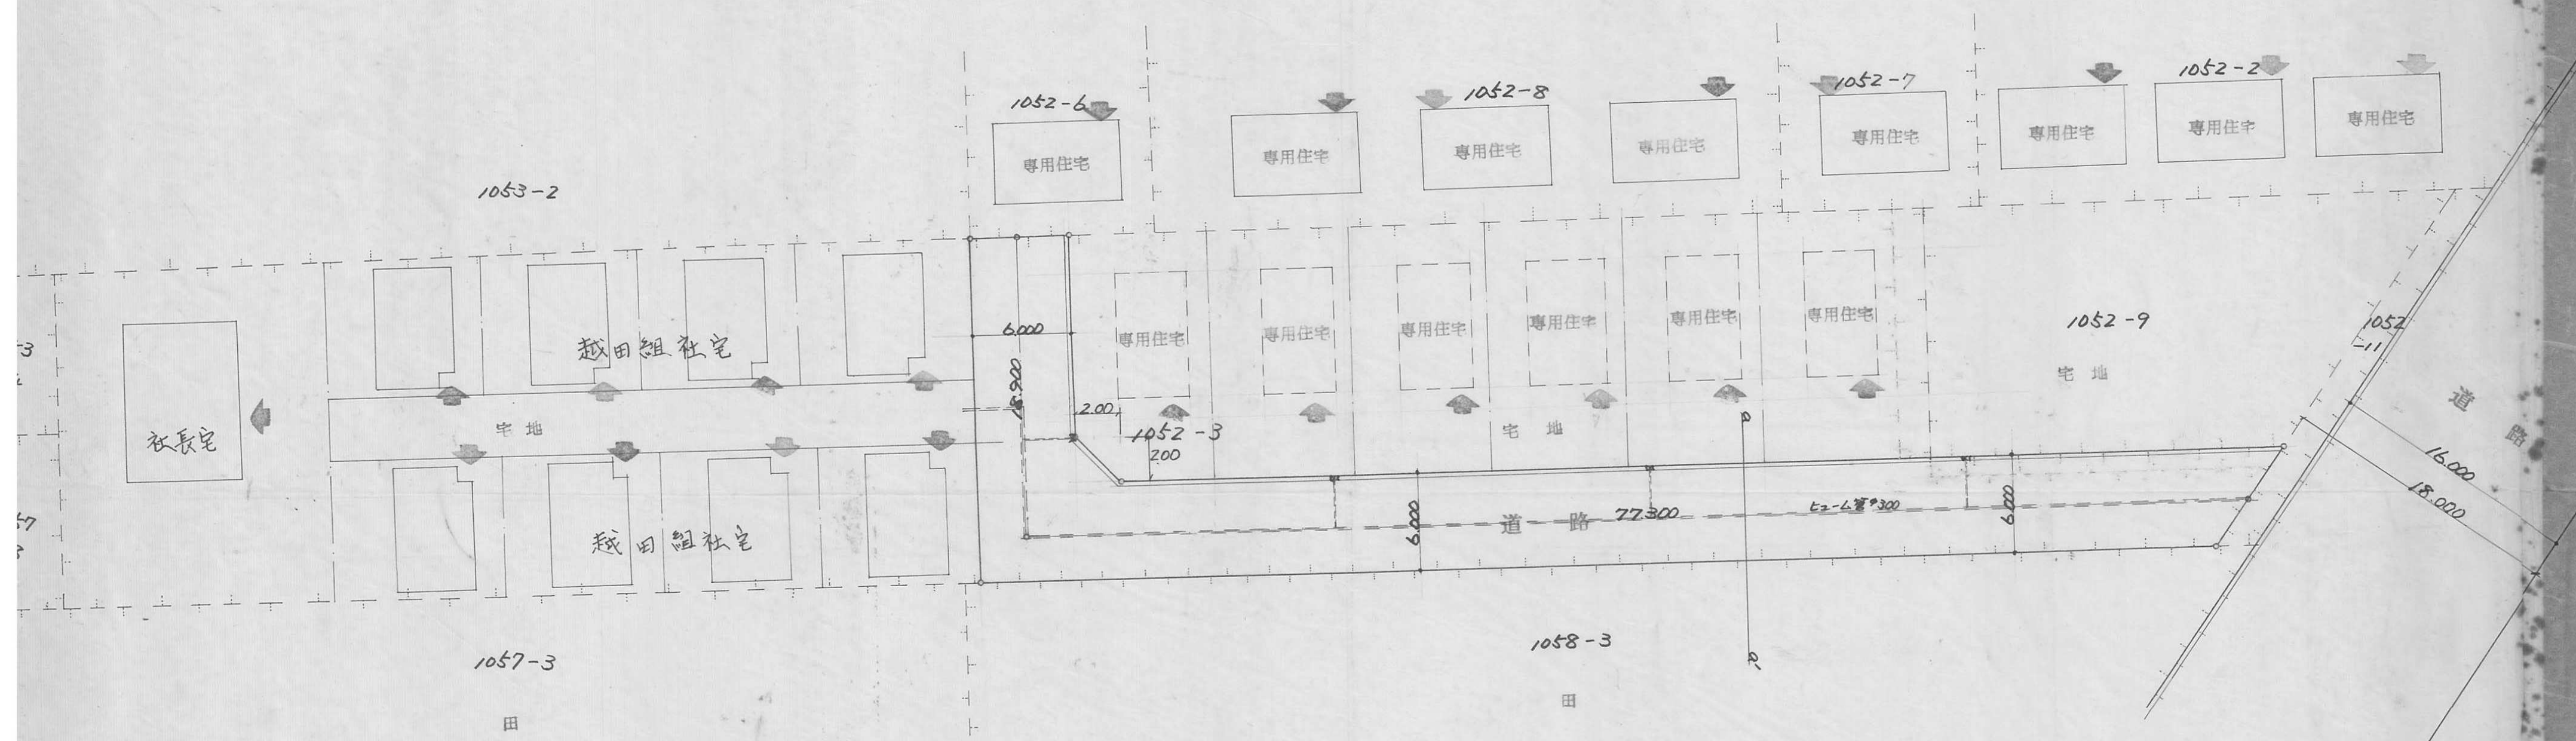 1052-6
1052-8
1052-7
1052-2
専用住宅
専用住宅
専用住宅
専用住宅
専用住宅
専用住宅
専用住宅
専用住宅
1053-2
越田組社宅
6.000
18.900
専用住宅
専用住宅
専用住宅
専用住宅
専用住宅
専用住宅
1052-9
宅地
1052
-11
道路
社長宅
宅地
2.00
1052-3
200
宅地
a
16.000
18.000
越田組社宅
6.000
道路
77.300
ヒューム管φ300
6.000
1057-3
田
1058-3
田
a'